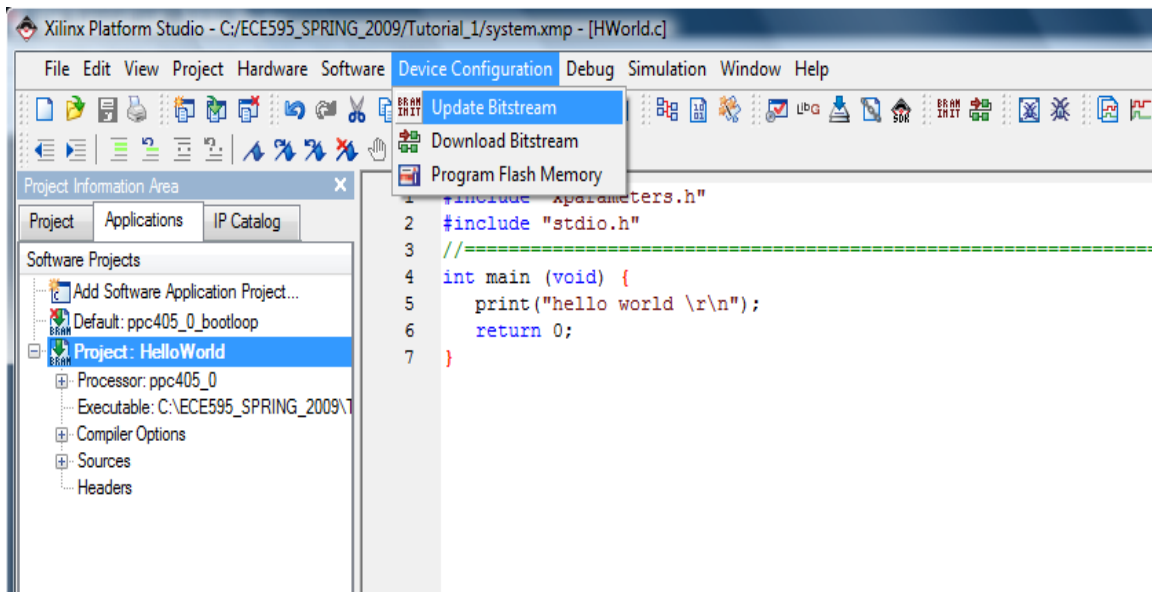 Xilinx Platform Studio - C:/ECE595_SPRING_2009/Tutorial_1/system.xmp - [HWorld.c]
File Edit View Project Hardware Software Device Configuration Debug Simulation Window Help
BRAM INIT Update Bitstream
Download Bitstream
Program Flash Memory
Project Information Area
Project Applications IP Catalog
Software Projects
Add Software Application Project...
Default: ppc405_0_bootloop
Project: HelloWorld
Processor: ppc405_0
Executable: C:\ECE595_SPRING_2009\T
Compiler Options
Sources
Headers
1 #include "xparameters.h"
2 #include "stdio.h"
3 //================================================================
4 int main (void) {
5 print("hello world \r\n");
6 return 0;
7 }